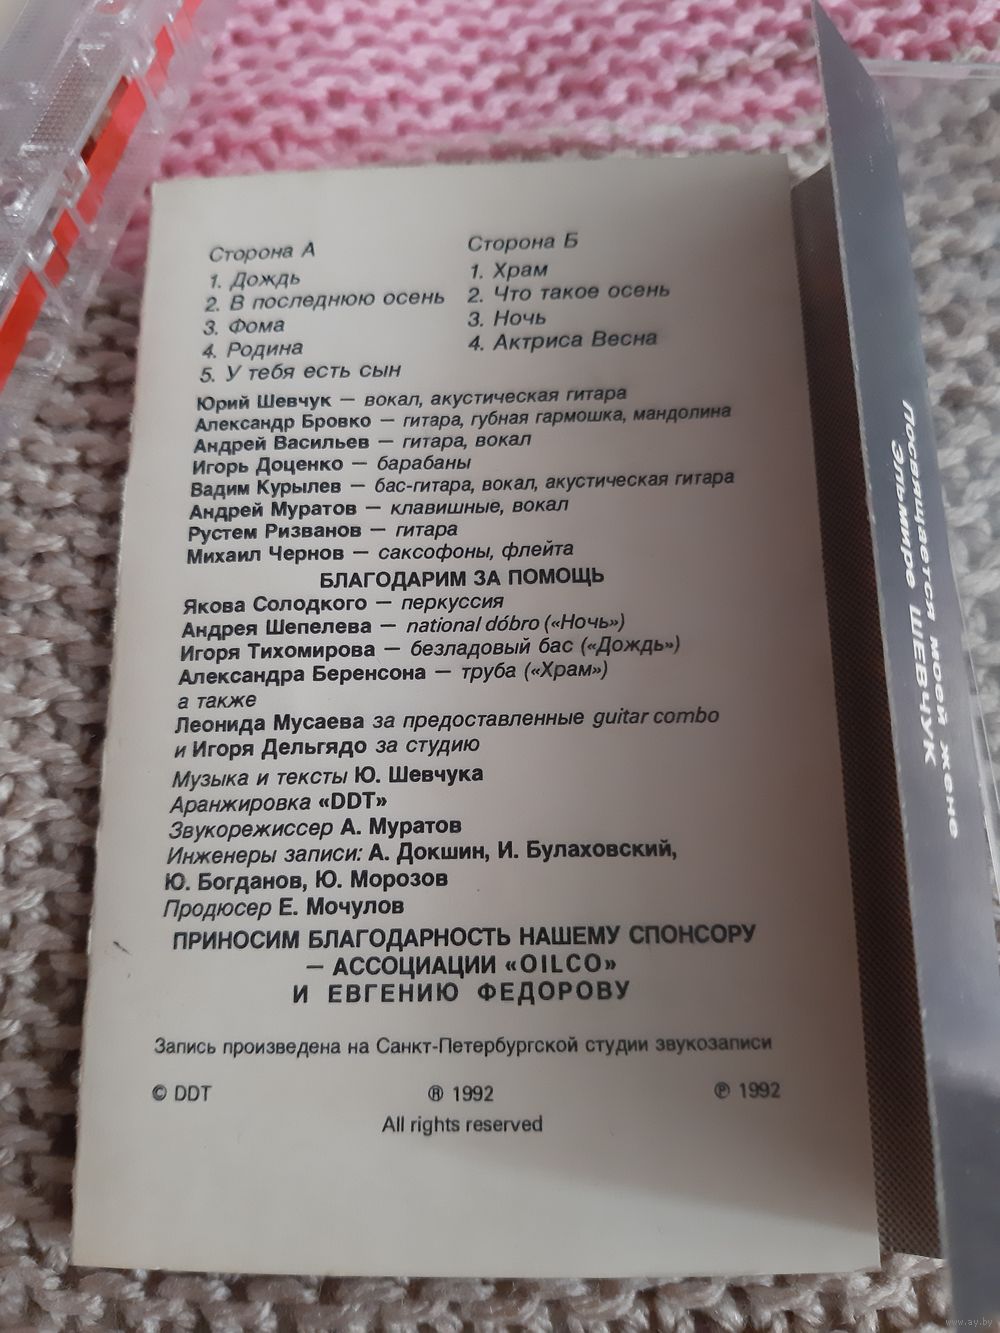 Сторона А
1. Дождь
2. В последнюю осень
3. Фома
4. Родина
5. У тебя есть сын
Сторона Б
1. Храм
2. Что такое осень
3. Ночь
4. Актриса Весна
Юрий Шевчук — вокал, акустическая гитара
Александр Бровко — гитара, губная гармошка, мандолина
Андрей Васильев — гитара, вокал
Игорь Доценко — барабаны
Вадим Курылев — бас-гитара, вокал, акустическая гитара
Андрей Муратов — клавишные, вокал
Рустем Ризванов — гитара
Михаил Чернов — саксофоны, флейта
БЛАГОДАРИМ ЗА ПОМОЩЬ
Якова Солодкого — перкуссия
Андрея Шепелева — national dóbro («Ночь»)
Игоря Тихомирова — безладовый бас («Дождь»)
Александра Беренсона — труба («Храм»)
а также
Леонида Мусаева за предоставленные guitar combo
и Игоря Дельгядо за студию
Музыка и тексты Ю. Шевчука
Аранжировка «DDT»
Звукорежиссер А. Муратов
Инженеры записи: А. Докшин, И. Булаховский,
Ю. Богданов, Ю. Морозов
Продюсер Е. Мочулов
ПРИНОСИМ БЛАГОДАРНОСТЬ НАШЕМУ СПОНСОРУ
— АССОЦИАЦИИ «OILCO»
И ЕВГЕНИЮ ФЕДОРОВУ
Запись произведена на Санкт-Петербургской студии звукозаписи
© DDT ® 1992 ℗ 1992
All rights reserved
Посвящается моей жене
Эльмире ШЕВЧУК
www.ay.by